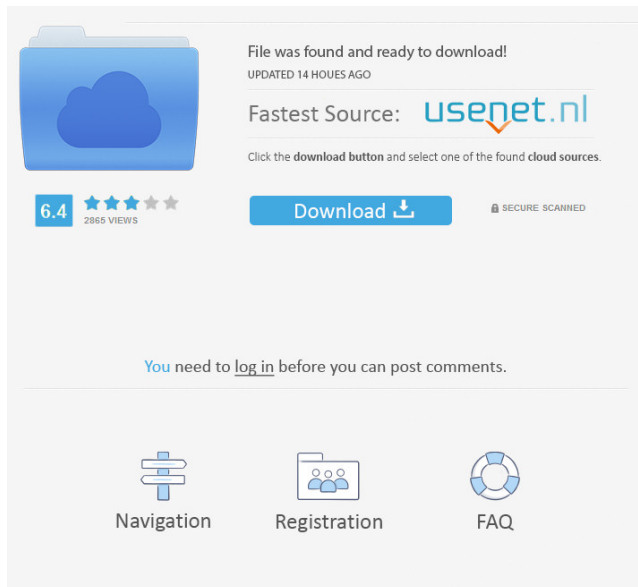 File was found and ready to download!
UPDATED 14 HOUES AGO
Fastest Source: usenet.nl
Click the download button and select one of the found cloud sources.
6.4
2865 VIEWS
Download
SECURE SCANNED
You need to log in before you can post comments.
Navigation
Registration
FAQ